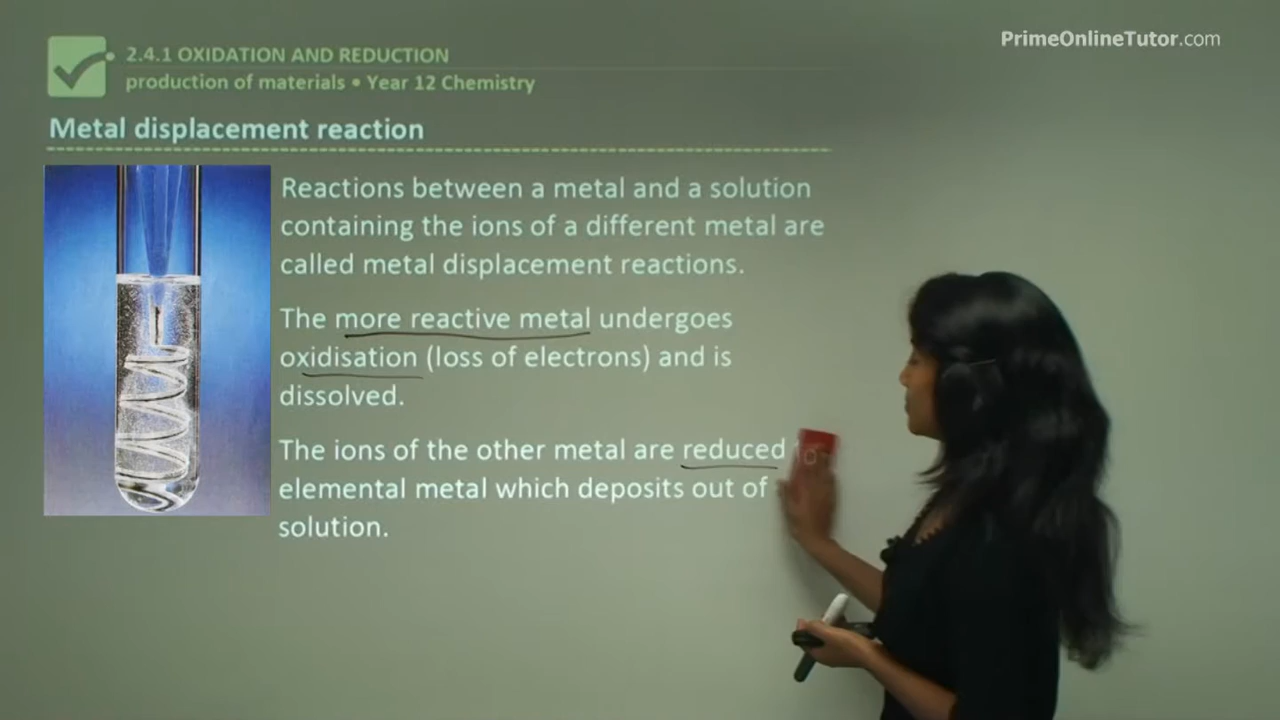 PrimeOnlineTutor.com
2.4.1 OXIDATION AND REDUCTION
production of materials • Year 12 Chemistry
Metal displacement reaction
Reactions between a metal and a solution
containing the ions of a different metal are
called metal displacement reactions.
The more reactive metal undergoes
oxidisation (loss of electrons) and is
dissolved.
The ions of the other metal are reduced
elemental metal which deposits out of
solution.